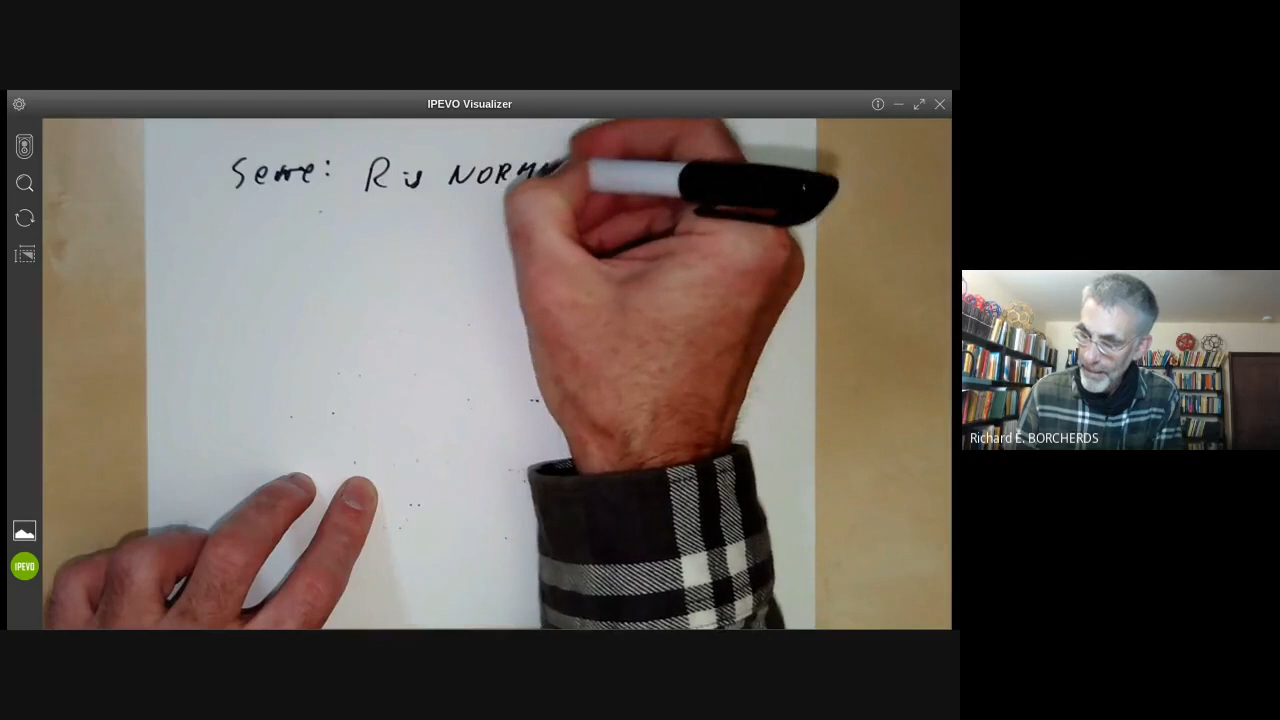 IPEVO Visualizer
Serre: R is NORM
IPEVO
Richard E. BORCHERDS